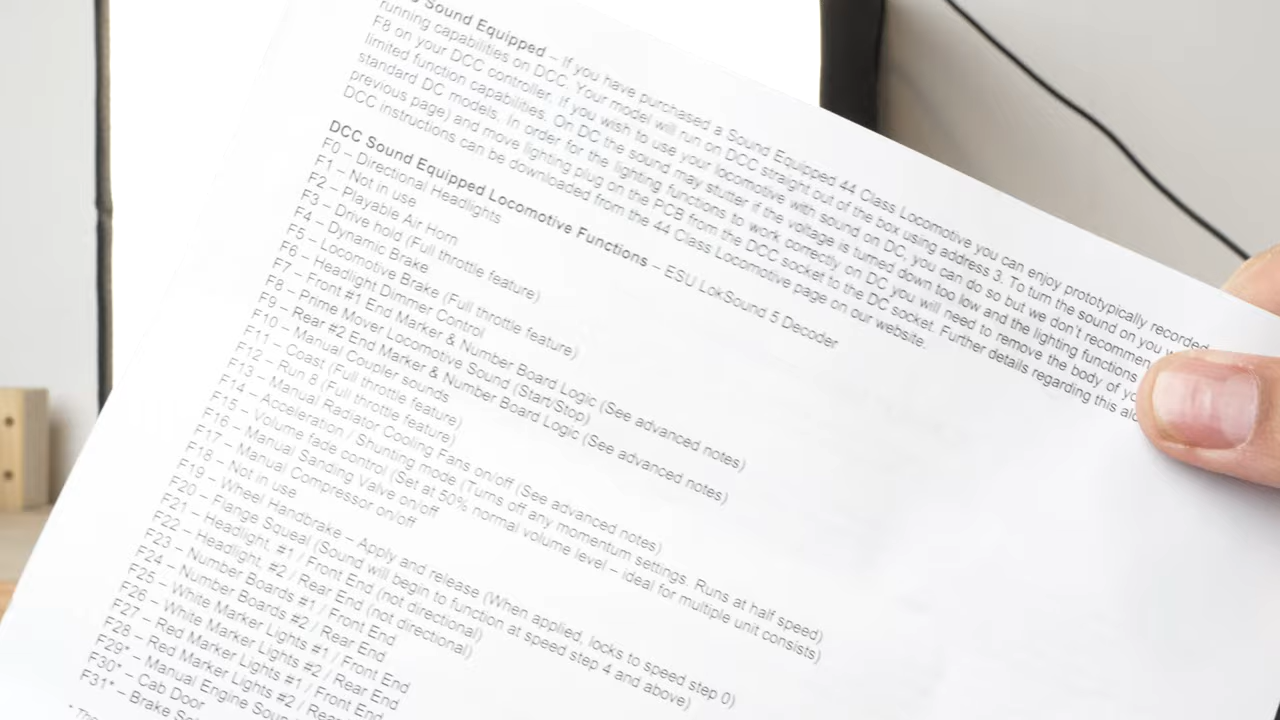 Sound Equipped – If you have purchased a Sound Equipped 44 Class Locomotive you can enjoy prototypically recorded
running capabilities on DCC. Your model will run on DCC straight out of the box using address 3. To turn the sound on you
F8 on your DCC controller. If you wish to use your locomotive with sound on DC, you can do so but we don't recommend
limited function capabilities. On DC the sound may stutter if the voltage is turned down too low and the lighting functions
standard DC models. In order for the lighting functions to work correctly on DC you will need to remove the body of
previous page) and move lighting plug on the PCB from the DCC socket to the DC socket. Further details regarding this
DCC instructions can be downloaded from the 44 Class Locomotive page on our website.
DCC Sound Equipped Locomotive Functions – ESU LokSound 5 Decoder
F0 – Directional Headlights
F1 – Not in use
F2 – Playable Air Horn
F3 – Drive hold (Full throttle feature)
F4 – Dynamic Brake
F5 – Locomotive Brake (Full throttle feature)
F6 – Headlight Dimmer Control
F7 – Front #1 End Marker & Number Board Logic (See advanced notes)
F8 – Prime Mover Locomotive Sound (Start/Stop)
F9 – Rear #2 End Marker & Number Board Logic (See advanced notes)
F10 – Manual Coupler sounds
F11 – Coast (Full throttle feature)
F12 – Run 8 (Full throttle feature)
F13 – Manual Radiator Cooling Fans on/off (See advanced notes)
F14 – Acceleration / Shunting mode (Turns off any momentum settings. Runs at half speed)
F15 – Volume fade control (Set at 50% normal volume level – ideal for multiple unit consists)
F16 – Manual Sanding Valve on/off
F17 – Manual Compressor on/off
F18 – Not in use
F19 – Wheel Handbrake – Apply and release (When applied, locks to speed step 0)
F20 – Flange Squeal (Sound will begin to function at speed step 4 and above)
F21 – Headlight, #1 / Front End (not directional)
F22 – Headlight, #2 / Rear End (not directional)
F23 – Number Boards #1 / Front End
F24 – Number Boards #2 / Rear End
F25 – White Marker Lights #1 / Front End
F26 – White Marker Lights #2 / Rear End
F27 – Red Marker Lights #1 / Front End
F28 – Red Marker Lights #2 / Rear
F29* – Manual Engine
F30* – Cab Door
F31* – Brake